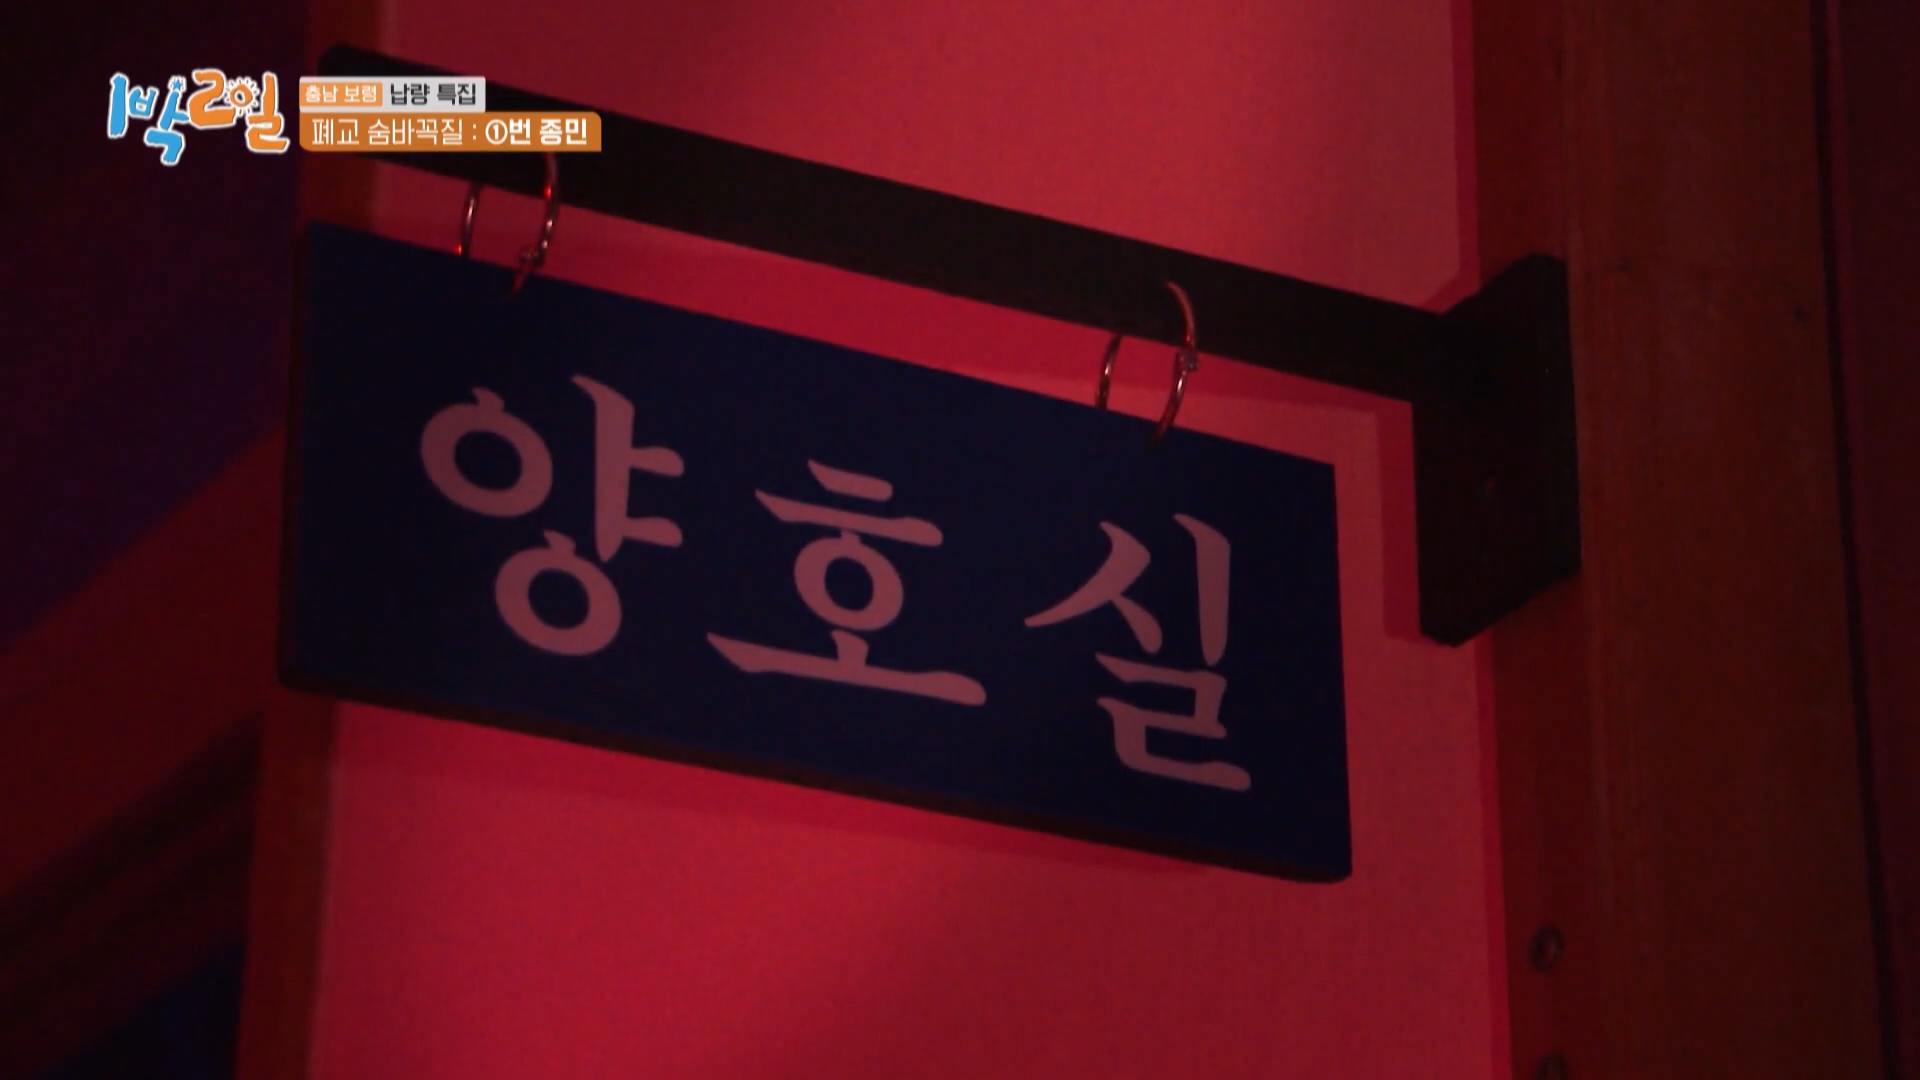 1박2일
충남 보령 납량 특집
폐교 숨바꼭질 : ①번 종민
양호실